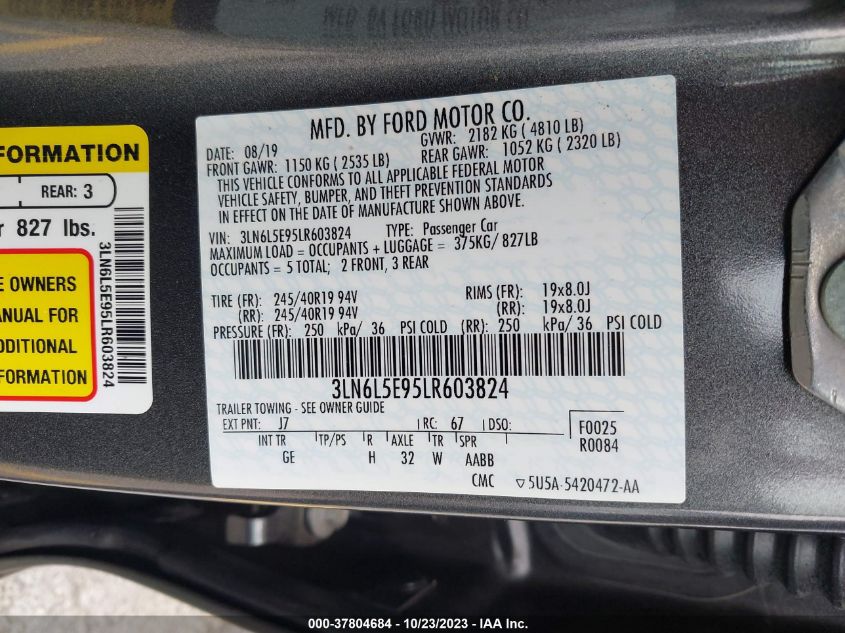 MFD. BY FORD MOTOR CO.
DATE: 08/19 GVWR: 2182 KG ( 4810 LB)
FRONT GAWR: 1150 KG ( 2535 LB) REAR GAWR: 1052 KG ( 2320 LB)
THIS VEHICLE CONFORMS TO ALL APPLICABLE FEDERAL MOTOR
VEHICLE SAFETY, BUMPER, AND THEFT PREVENTION STANDARDS
IN EFFECT ON THE DATE OF MANUFACTURE SHOWN ABOVE.
VIN: 3LN6L5E95LR603824 TYPE: Passenger Car
MAXIMUM LOAD = OCCUPANTS + LUGGAGE = 375KG/ 827LB
OCCUPANTS = 5 TOTAL; 2 FRONT, 3 REAR
TIRE (FR): 245/40R19 94V RIMS (FR): 19x8.0J
(RR): 245/40R19 94V (RR): 19x8.0J
PRESSURE (FR): 250 kPa/ 36 PSI COLD (RR): 250 kPa/ 36 PSI COLD
3LN6L5E95LR603824
TRAILER TOWING - SEE OWNER GUIDE
EXT PNT: J7 RC: 67 DSO: F0025
R0084
INT TR TP/PS R AXLE TR SPR
GE H 32 W AABB
CMC ▽ 5U5A-5420472-AA
FORMATION
REAR: 3
r 827 lbs.
E OWNERS
ANUAL FOR
DDITIONAL
FORMATION
3LN6L5E95LR603824
000-37804684 - 10/23/2023 - IAA Inc.